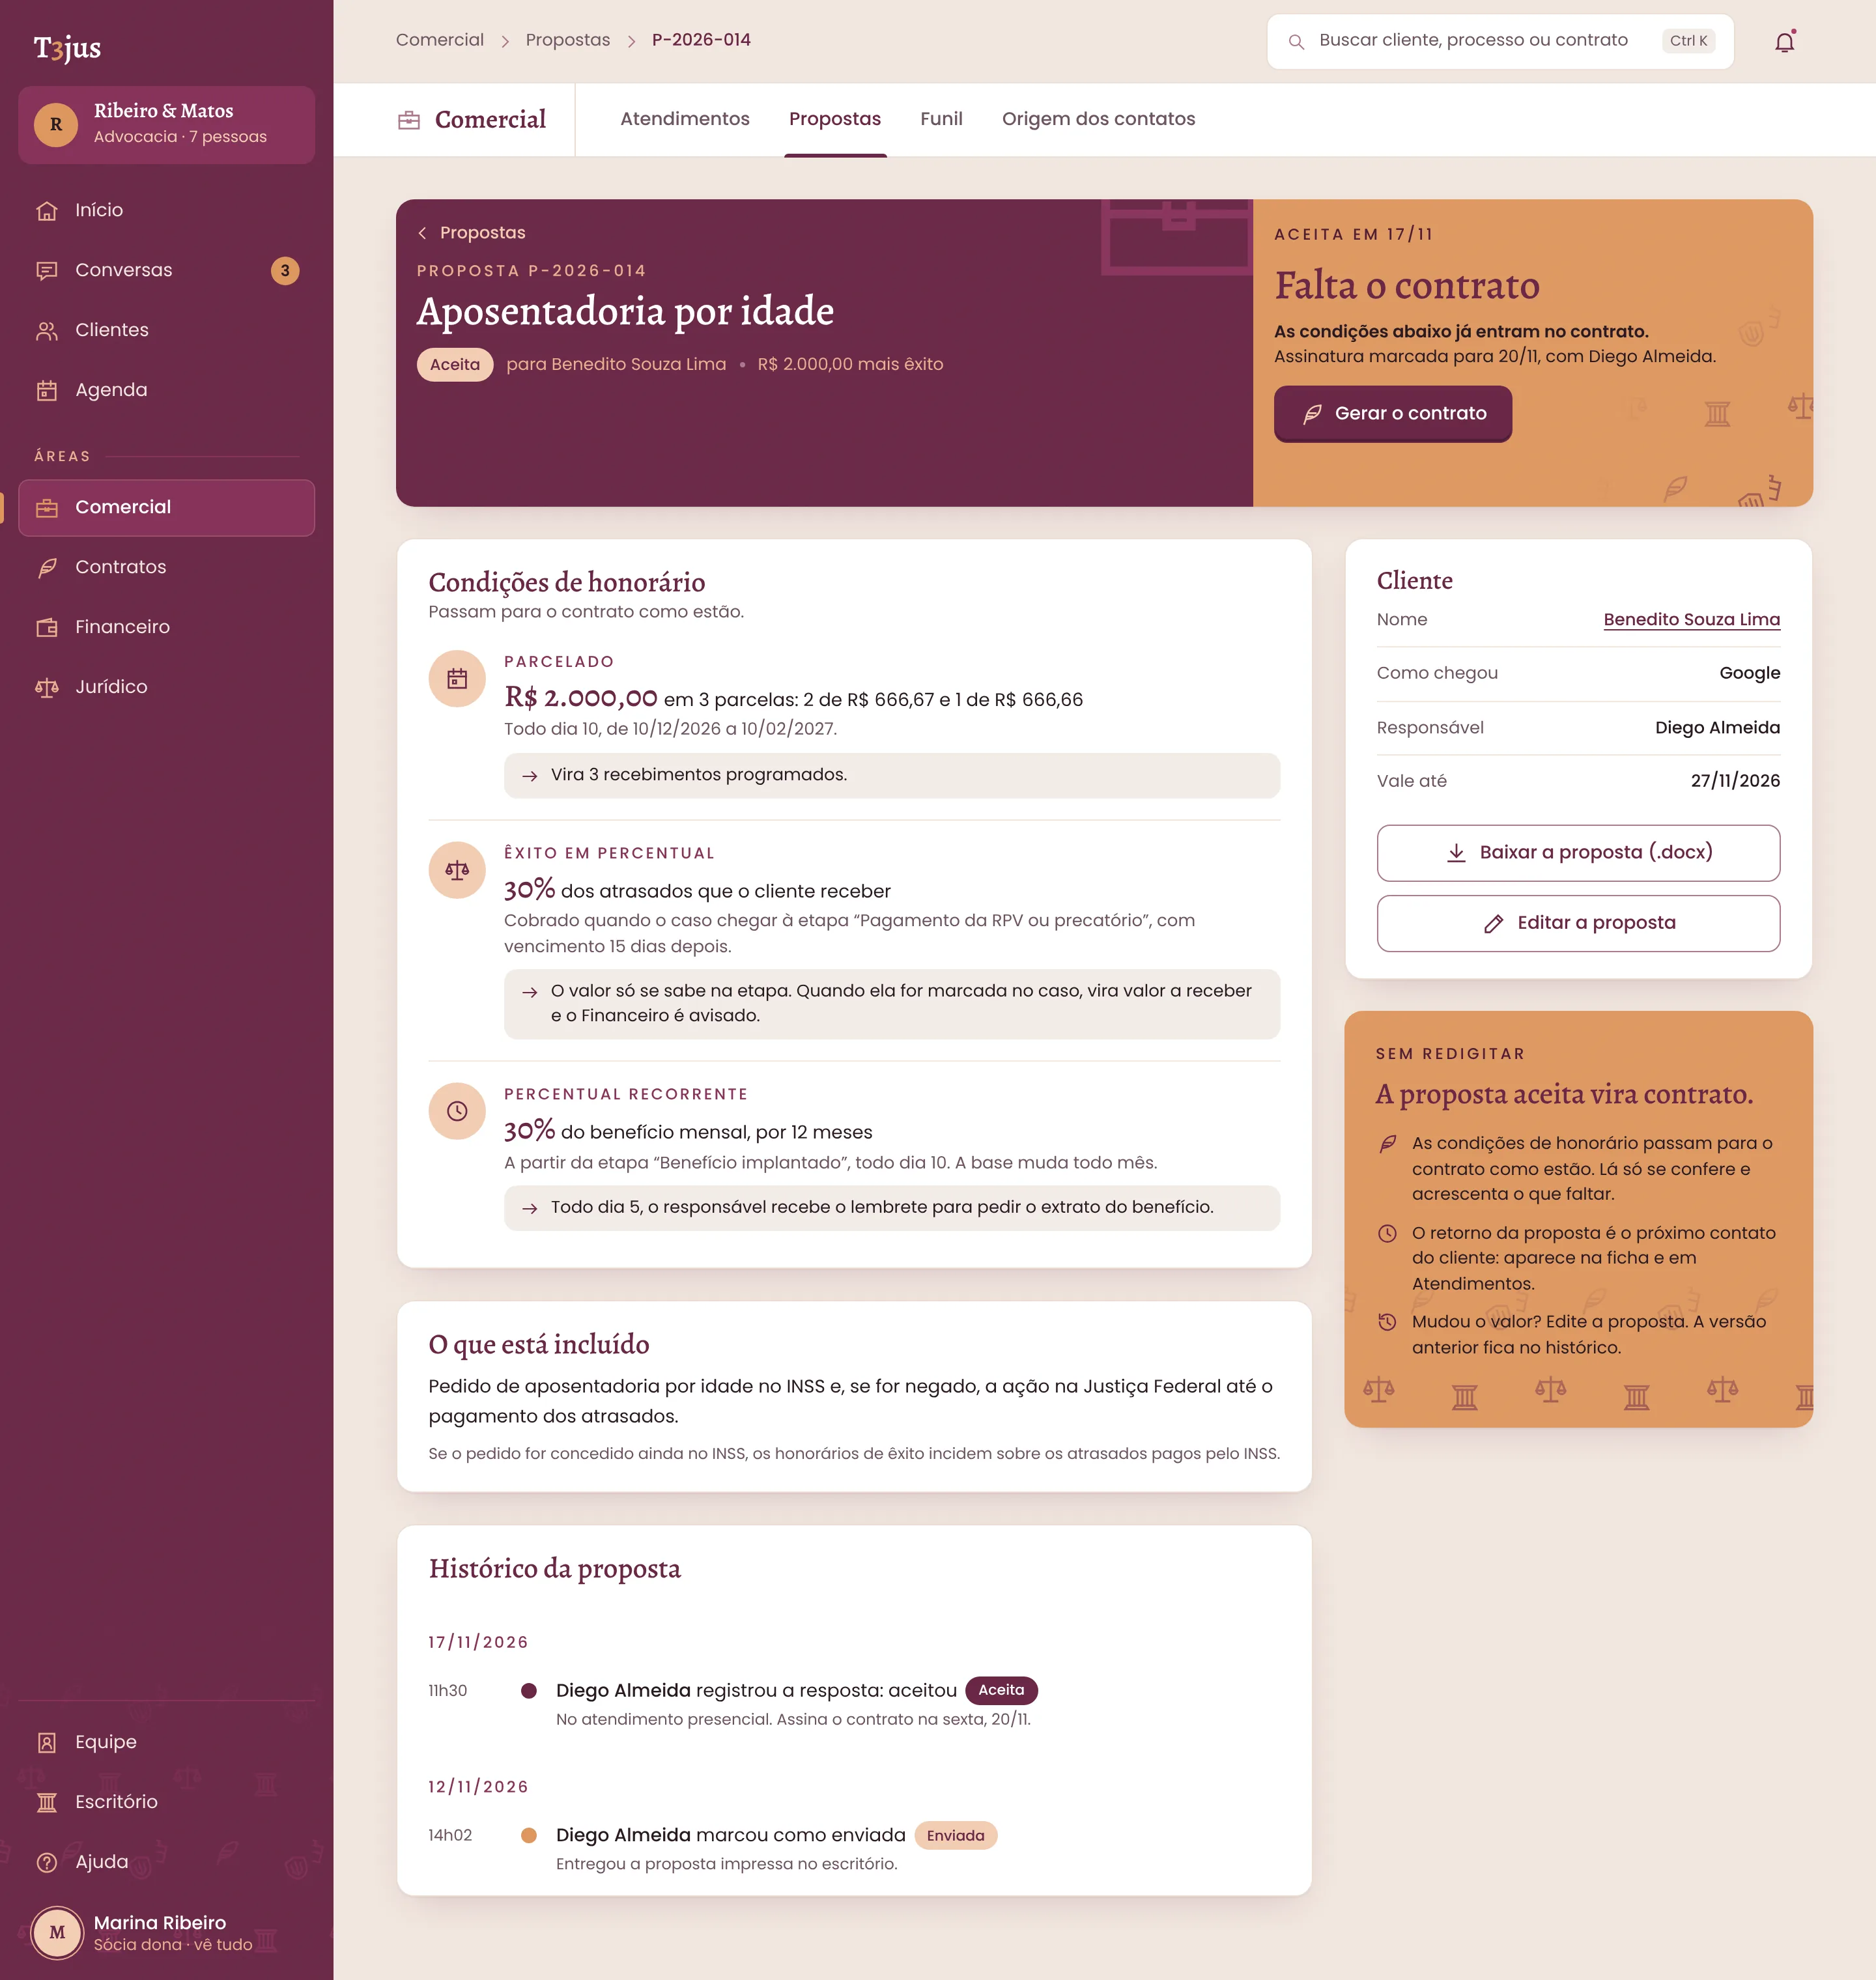 T3jus
R
Ribeiro & Matos
Advocacia · 7 pessoas
Início
Conversas
3
Clientes
Agenda
ÁREAS
Comercial
Contratos
Financeiro
Jurídico
Equipe
Escritório
Ajuda
M
Marina Ribeiro
Sócia dona · vê tudo
Comercial
Propostas
P-2026-014
Buscar cliente, processo ou contrato
Ctrl K
Comercial
Atendimentos
Propostas
Funil
Origem dos contatos
Propostas
PROPOSTA P-2026-014
Aposentadoria por idade
Aceita
para Benedito Souza Lima • R$ 2.000,00 mais êxito
ACEITA EM 17/11
Falta o contrato
As condições abaixo já entram no contrato.
Assinatura marcada para 20/11, com Diego Almeida.
Gerar o contrato
Condições de honorário
Passam para o contrato como estão.
PARCELADO
R$ 2.000,00 em 3 parcelas: 2 de R$ 666,67 e 1 de R$ 666,66
Todo dia 10, de 10/12/2026 a 10/02/2027.
→ Vira 3 recebimentos programados.
ÊXITO EM PERCENTUAL
30% dos atrasados que o cliente receber
Cobrado quando o caso chegar à etapa “Pagamento da RPV ou precatório”, com
vencimento 15 dias depois.
→ O valor só se sabe na etapa. Quando ela for marcada no caso, vira valor a receber
e o Financeiro é avisado.
PERCENTUAL RECORRENTE
30% do benefício mensal, por 12 meses
A partir da etapa “Benefício implantado”, todo dia 10. A base muda todo mês.
→ Todo dia 5, o responsável recebe o lembrete para pedir o extrato do benefício.
O que está incluído
Pedido de aposentadoria por idade no INSS e, se for negado, a ação na Justiça Federal até o
pagamento dos atrasados.
Se o pedido for concedido ainda no INSS, os honorários de êxito incidem sobre os atrasados pagos pelo INSS.
Histórico da proposta
17/11/2026
11h30
Diego Almeida registrou a resposta: aceitou
Aceita
No atendimento presencial. Assina o contrato na sexta, 20/11.
12/11/2026
14h02
Diego Almeida marcou como enviada
Enviada
Entregou a proposta impressa no escritório.
Cliente
Nome
Benedito Souza Lima
Como chegou
Google
Responsável
Diego Almeida
Vale até
27/11/2026
Baixar a proposta (.docx)
Editar a proposta
SEM REDIGITAR
A proposta aceita vira contrato.
As condições de honorário passam para o
contrato como estão. Lá só se confere e
acrescenta o que faltar.
O retorno da proposta é o próximo contato
do cliente: aparece na ficha e em
Atendimentos.
Mudou o valor? Edite a proposta. A versão
anterior fica no histórico.